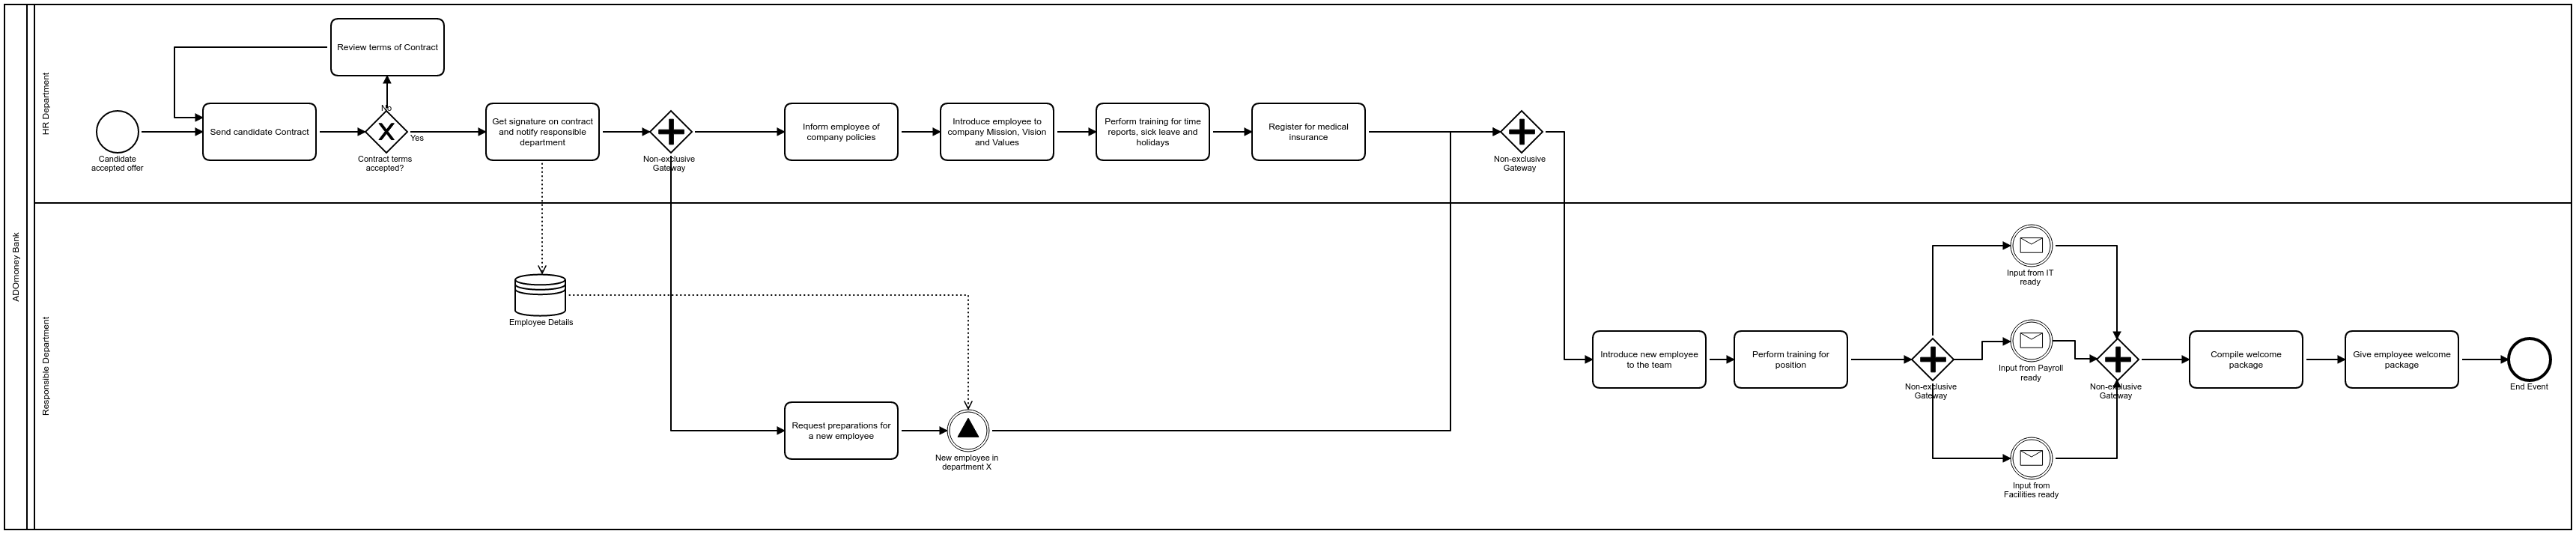 ADOmoney Bank
HR Department
Review terms of Contract
No
Candidate
accepted offer
Send candidate Contract
Contract terms
accepted?
Yes
Get signature on contract
and notify responsible
department
Non-exclusive
Gateway
Inform employee of
company policies
Introduce employee to
company Mission, Vision
and Values
Perform training for time
reports, sick leave and
holidays
Register for medical
insurance
Non-exclusive
Gateway
Responsible Department
Employee Details
Request preparations for
a new employee
New employee in
department X
Introduce new employee
to the team
Perform training for
position
Non-exclusive
Gateway
Input from IT
ready
Input from Payroll
ready
Input from
Facilities ready
Non-exclusive
Gateway
Compile welcome
package
Give employee welcome
package
End Event